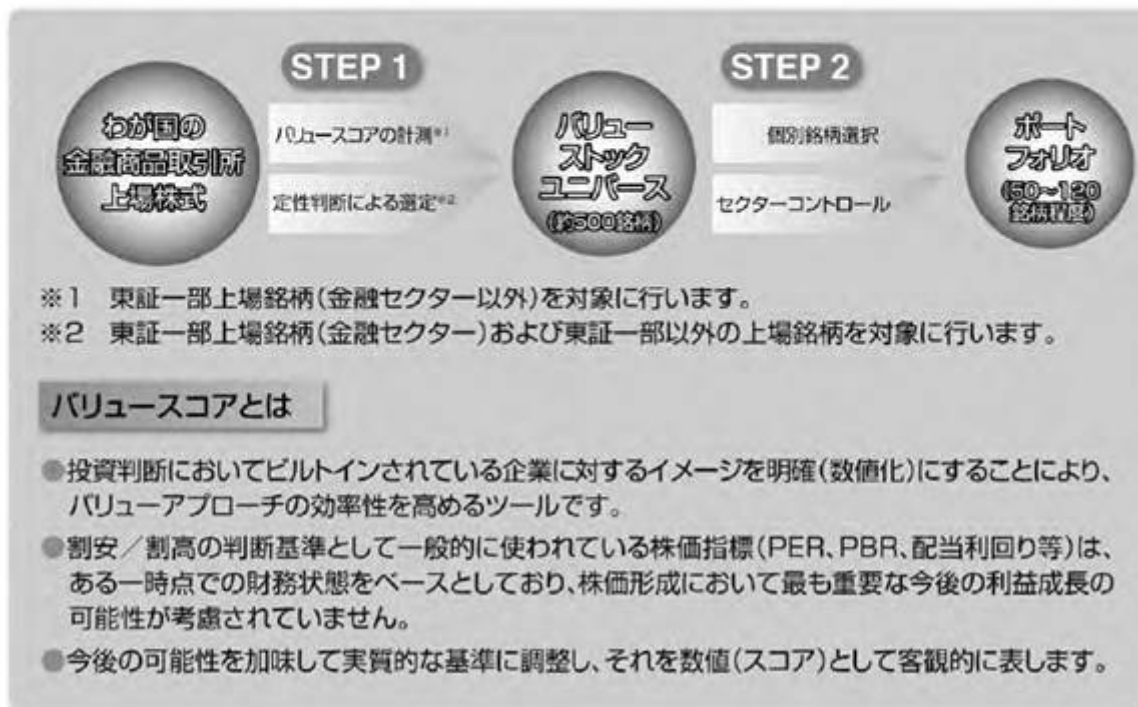 STEP 1
STEP 2
わが国の
金融商品取引所
上場株式
バリュースコアの計測※1
定性判断による選定※2
バリュー
ストック
ユニバース
(約500銘柄)
個別銘柄選択
セクターコントロール
ポート
フォリオ
(50～120
銘柄程度)
※1 東証一部上場銘柄(金融セクター以外)を対象に行います。
※2 東証一部上場銘柄(金融セクター)および東証一部以外の上場銘柄を対象に行います。
バリュースコアとは
●投資判断においてビルトインされている企業に対するイメージを明確(数値化)にすることにより、
バリューアプローチの効率性を高めるツールです。
●割安／割高の判断基準として一般的に使われている株価指標(PER、PBR、配当利回り等)は、
ある一時点での財務状態をベースとしており、株価形成において最も重要な今後の利益成長の
可能性が考慮されていません。
●今後の可能性を加味して実質的な基準に調整し、それを数値(スコア)として客観的に表します。